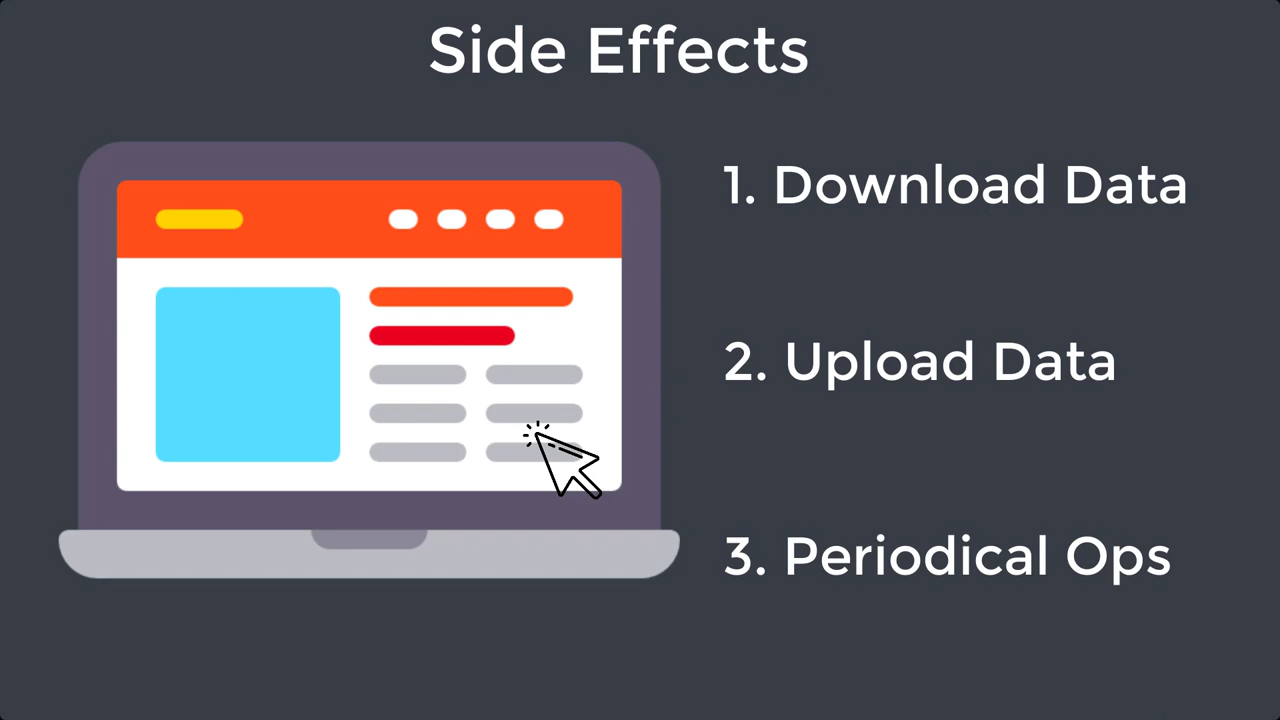 Side Effects
1. Download Data
2. Upload Data
3. Periodical Ops